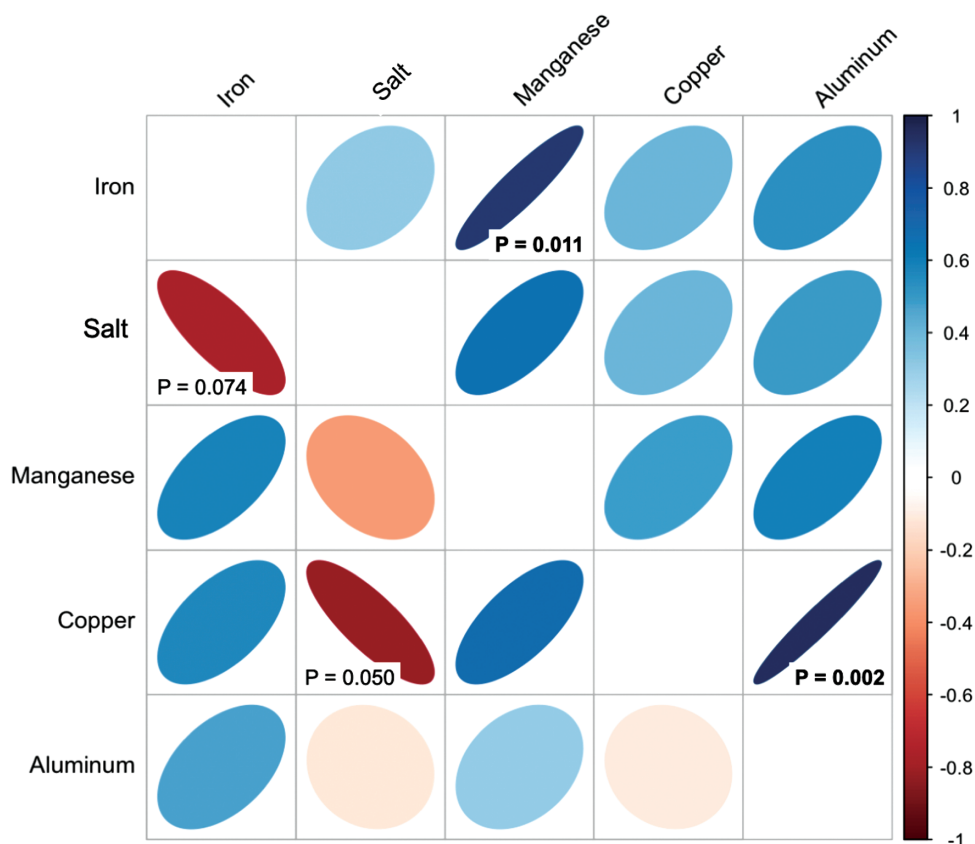 Iron
Salt
Manganese
Copper
Aluminum
1
Iron
0.8
P = 0.011
0.6
Salt
0.4
P = 0.074
0.2
Manganese
0
-0.2
Copper
-0.4
P = 0.050
P = 0.002
-0.6
Aluminum
-0.8
-1